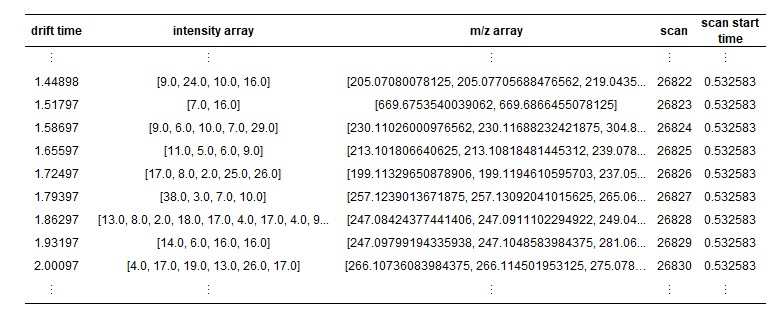 drift time intensity array m/z array scan scan start time
⋮ ⋮ ⋮ ⋮ ⋮
1.44898 [9.0, 24.0, 10.0, 16.0] [205.07080078125, 205.07705688476562, 219.0435... 26822 0.532583
1.51797 [7.0, 16.0] [669.6753540039062, 669.6866455078125] 26823 0.532583
1.58697 [9.0, 6.0, 10.0, 7.0, 29.0] [230.11026000976562, 230.11688232421875, 304.8... 26824 0.532583
1.65597 [11.0, 5.0, 6.0, 9.0] [213.101806640625, 213.10818481445312, 239.078... 26825 0.532583
1.72497 [17.0, 8.0, 2.0, 25.0, 26.0] [199.11329650878906, 199.1194610595703, 237.05... 26826 0.532583
1.79397 [38.0, 3.0, 7.0, 10.0] [257.1239013671875, 257.13092041015625, 265.06... 26827 0.532583
1.86297 [13.0, 8.0, 2.0, 18.0, 17.0, 4.0, 17.0, 4.0, 9... [247.08424377441406, 247.0911102294922, 249.04... 26828 0.532583
1.93197 [14.0, 6.0, 16.0, 16.0] [247.09799194335938, 247.1048583984375, 281.06... 26829 0.532583
2.00097 [4.0, 17.0, 19.0, 13.0, 26.0, 17.0] [266.10736083984375, 266.114501953125, 275.078... 26830 0.532583
⋮ ⋮ ⋮ ⋮ ⋮